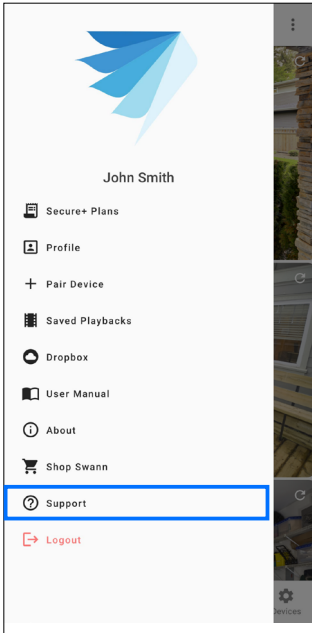 John Smith
Secure+ Plans
Profile
Pair Device
Saved Playbacks
Dropbox
User Manual
About
Shop Swann
Support
Logout
Devices